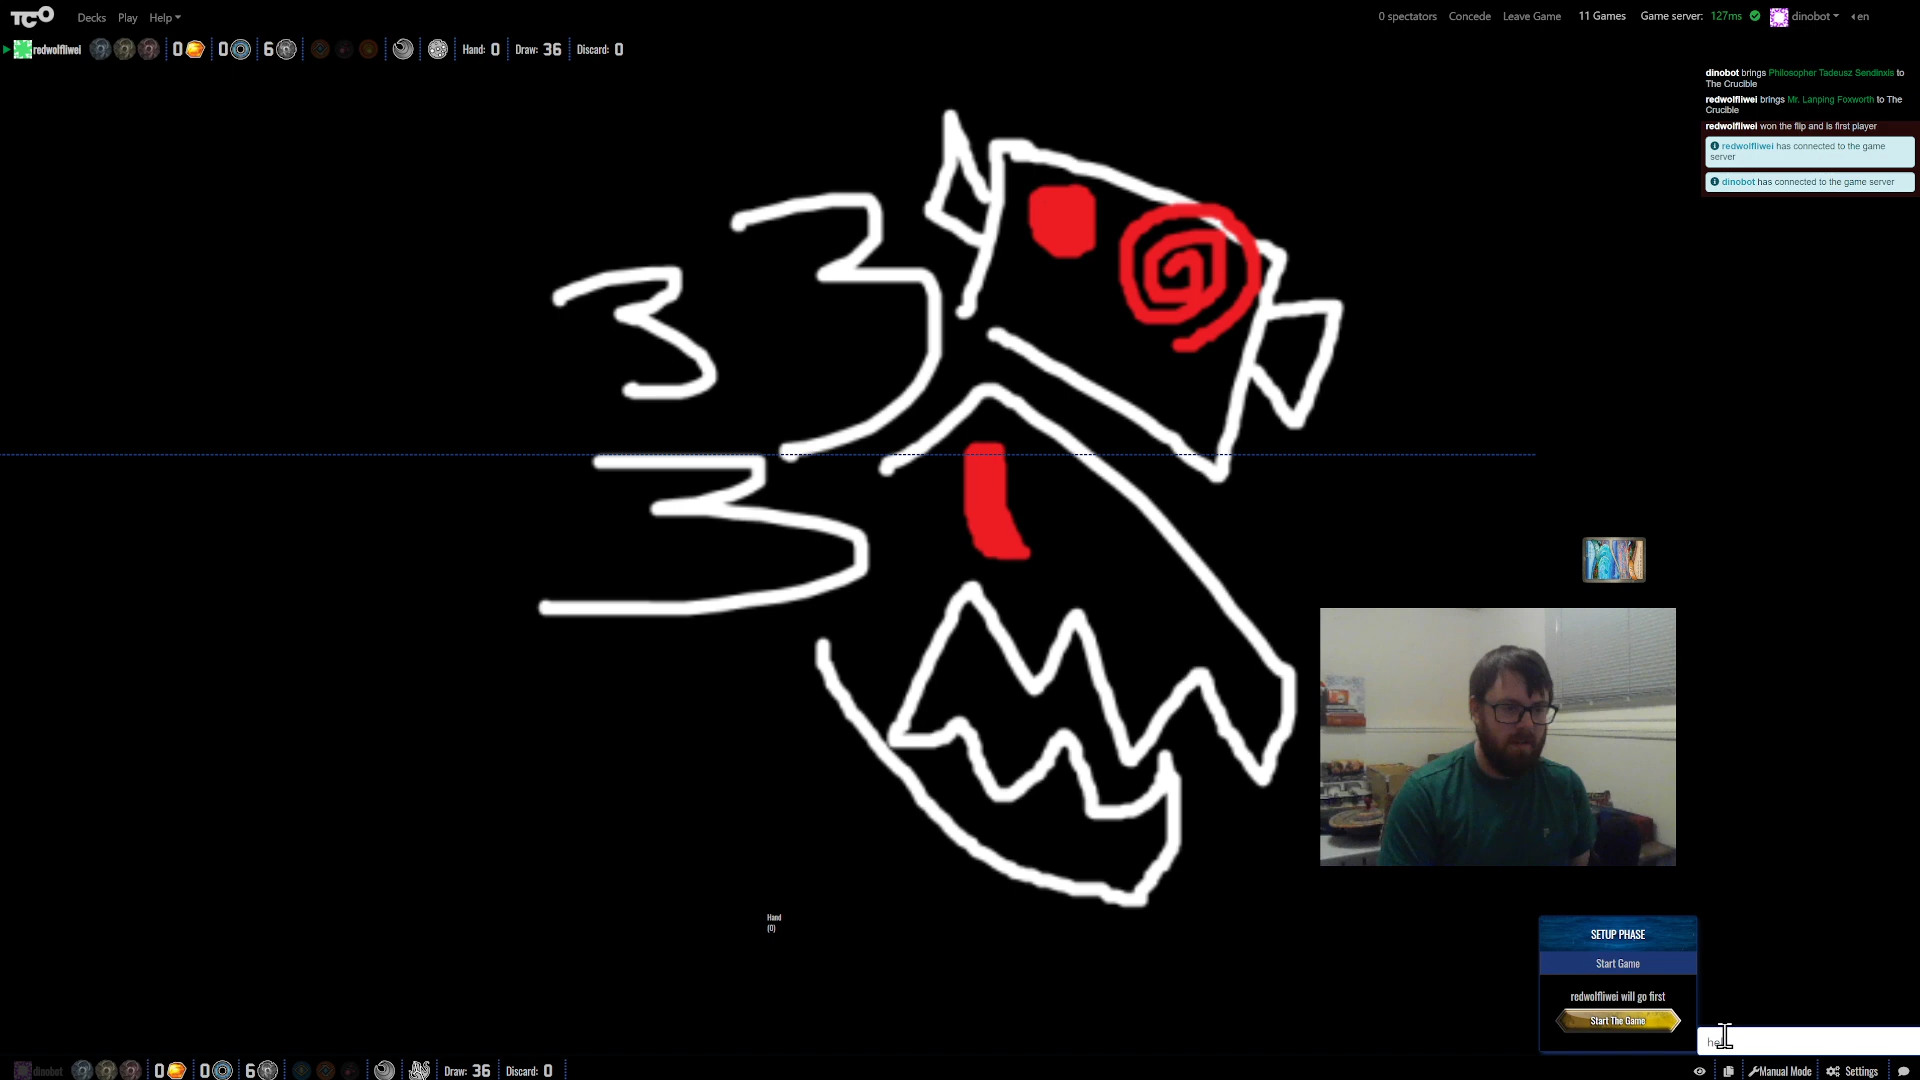 TCO Decks Play Help 0 spectators Concede Leave Game 11 Games Game server: 127ms dinobot en
redwolfliwei 0 0 6 Hand: 0 Draw: 36 Discard: 0
dinobot brings Philosopher Tadeusz Sendinxis to
The Crucible
redwolfliwei brings Mr. Lanping Foxworth to The
Crucible
redwolfliwei won the flip and is first player
redwolfliwei has connected to the game
server
dinobot has connected to the game server
3 3
3
Hand
(0)
SETUP PHASE
Start Game
redwolfliwei will go first
Start The Game
dinobot 0 0 6 Draw: 36 Discard: 0 Manual Mode Settings